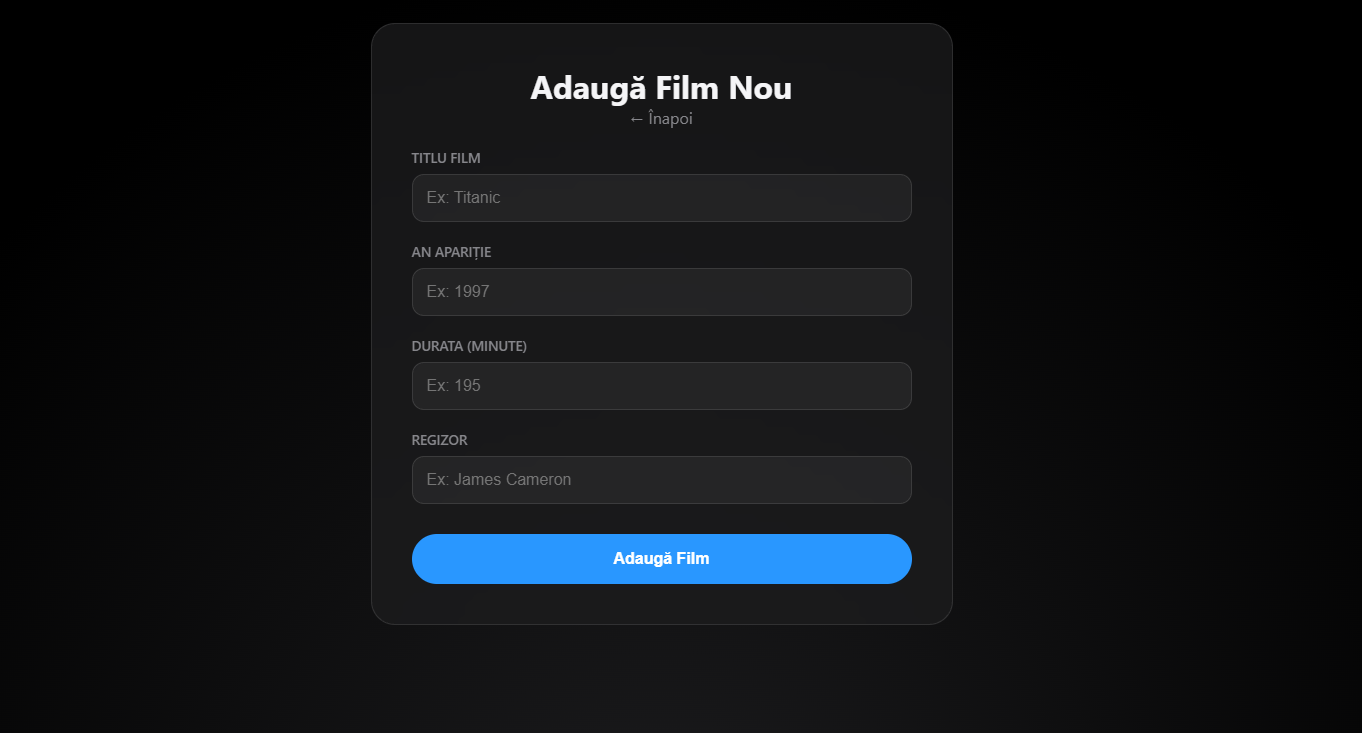 Adaugă Film Nou
← Înapoi
TITLU FILM
Ex: Titanic
AN APARIȚIE
Ex: 1997
DURATA (MINUTE)
Ex: 195
REGIZOR
Ex: James Cameron
Adaugă Film